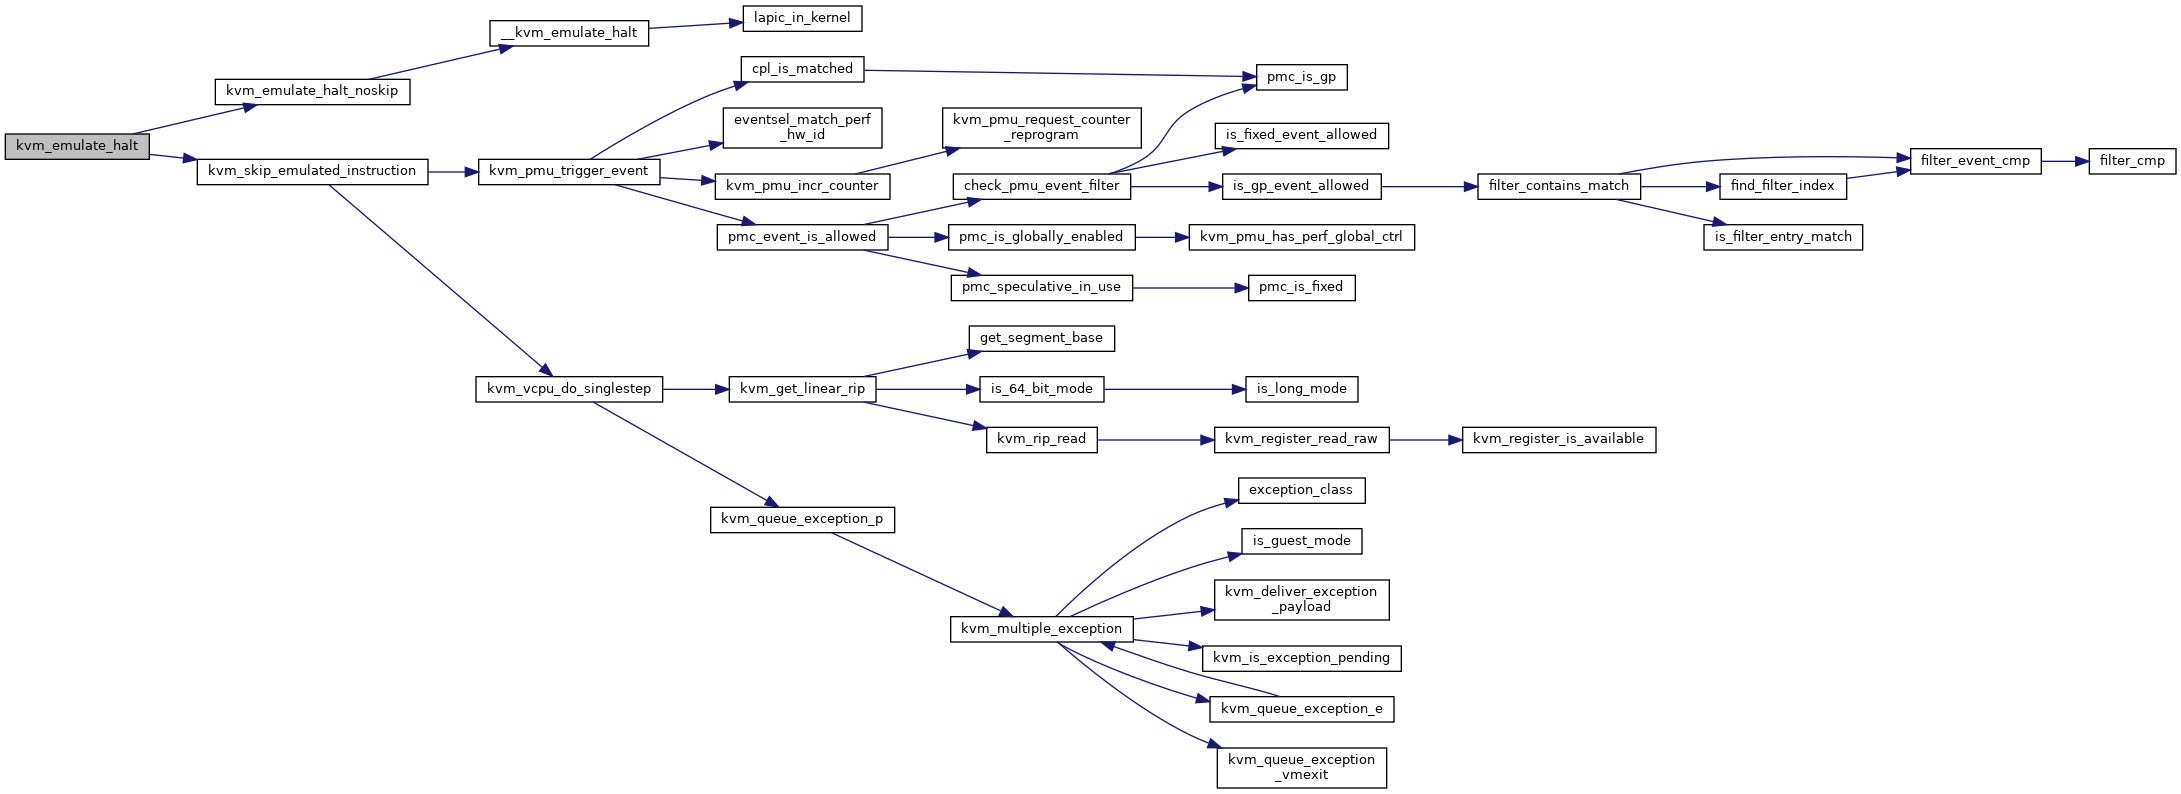 kvm_emulate_halt
kvm_emulate_halt_noskip
__kvm_emulate_halt
lapic_in_kernel
kvm_skip_emulated_instruction
kvm_pmu_trigger_event
cpl_is_matched
pmc_is_gp
eventsel_match_perf
_hw_id
kvm_pmu_incr_counter
kvm_pmu_request_counter
_reprogram
pmc_event_is_allowed
check_pmu_event_filter
is_fixed_event_allowed
is_gp_event_allowed
filter_contains_match
filter_event_cmp
filter_cmp
find_filter_index
is_filter_entry_match
pmc_is_globally_enabled
kvm_pmu_has_perf_global_ctrl
pmc_speculative_in_use
pmc_is_fixed
kvm_vcpu_do_singlestep
kvm_get_linear_rip
get_segment_base
is_64_bit_mode
is_long_mode
kvm_rip_read
kvm_register_read_raw
kvm_register_is_available
kvm_queue_exception_p
kvm_multiple_exception
exception_class
is_guest_mode
kvm_deliver_exception
_payload
kvm_is_exception_pending
kvm_queue_exception_e
kvm_queue_exception
_vmexit